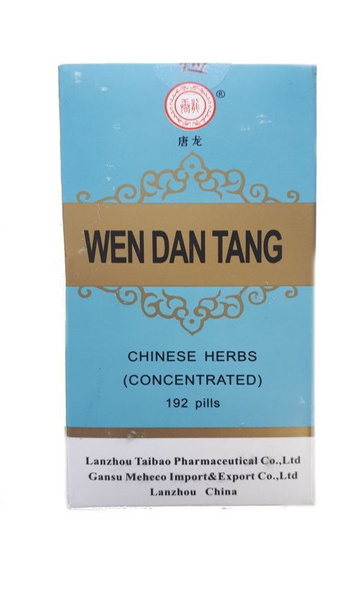 ®
唐龙
WEN DAN TANG
CHINESE HERBS
(CONCENTRATED)
192 pills
Lanzhou Taibao Pharmaceutical Co.,Ltd
Gansu Meheco Import&Export Co.,Ltd
Lanzhou China